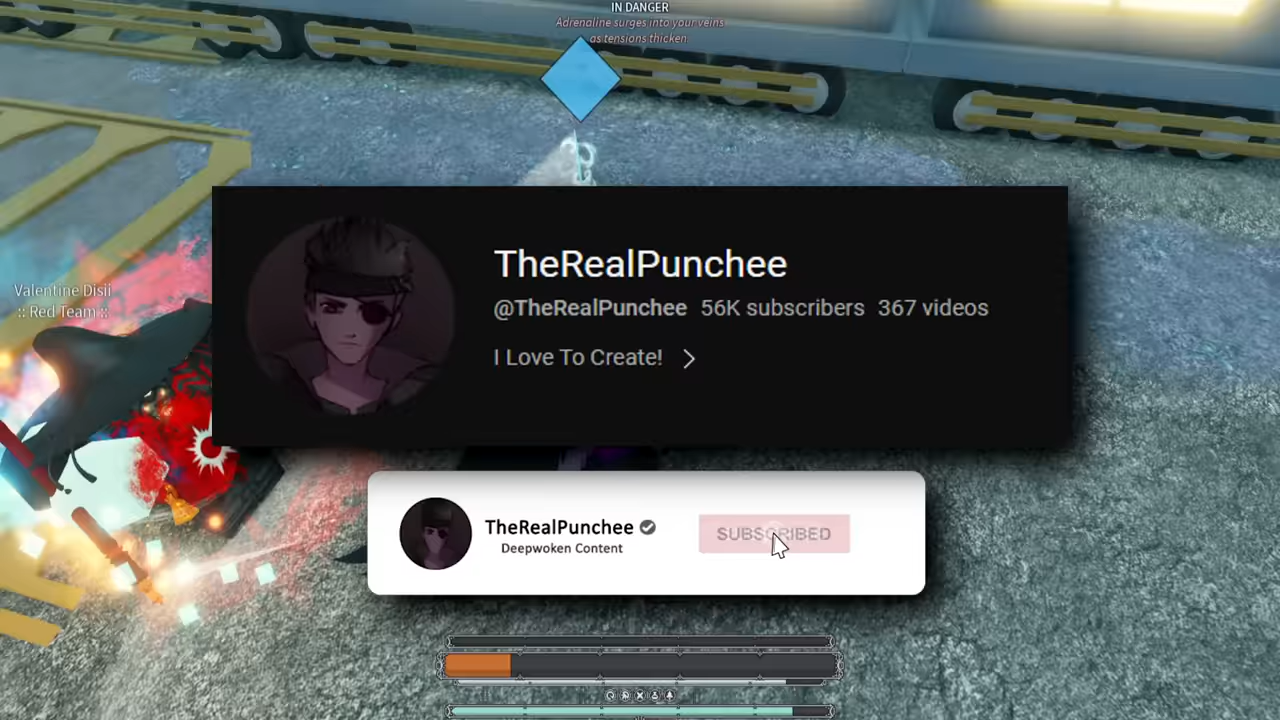 IN DANGER
Adrenaline surges into your veins
as tensions thicken.
Valentine Disii
:: Red Team ::
TheRealPunchee
@TheRealPunchee 56K subscribers 367 videos
I Love To Create!
TheRealPunchee
Deepwoken Content
SUBSCRIBED